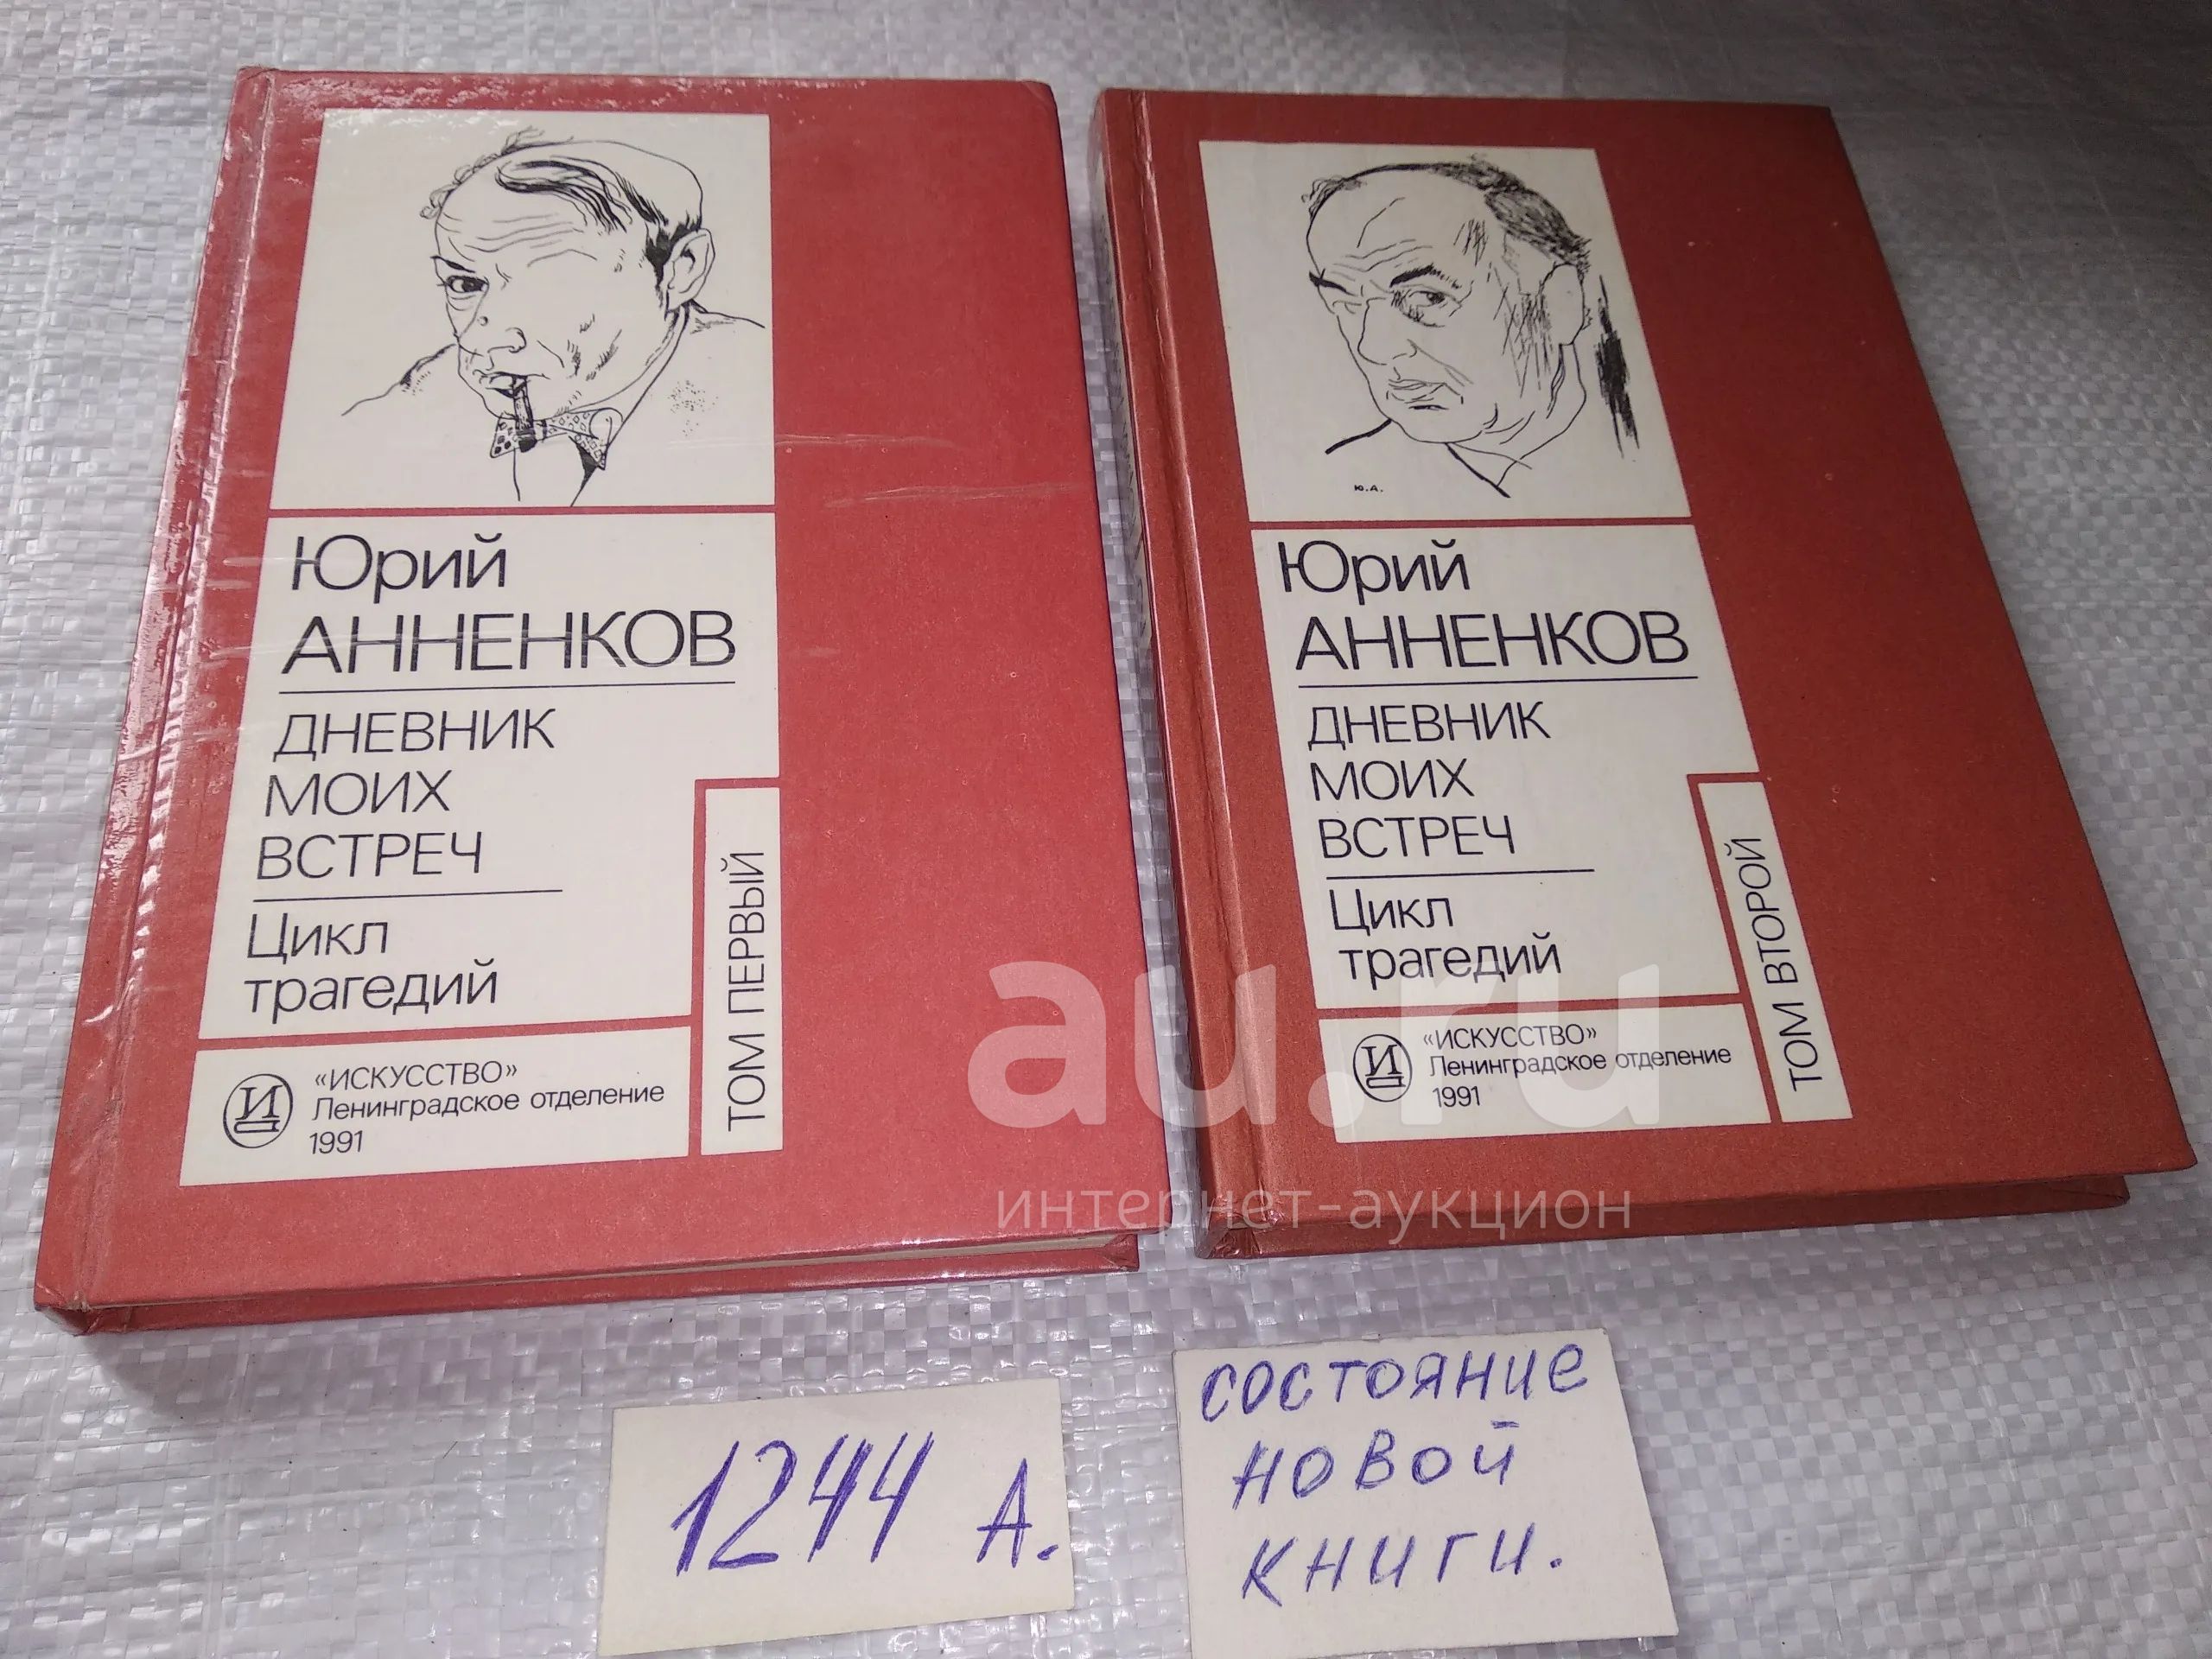 Юрий
АННЕНКОВ
ДНЕВНИК
МОИХ
ВСТРЕЧ
Цикл
трагедий
ТОМ ПЕРВЫЙ
И
«ИСКУССТВО»
Ленинградское отделение
1991
Ю.А.
Юрий
АННЕНКОВ
ДНЕВНИК
МОИХ
ВСТРЕЧ
Цикл
трагедий
ТОМ ВТОРОЙ
И
«ИСКУССТВО»
Ленинградское отделение
1991
au.ru
интернет-аукцион
1244 А.
состояние
новой
книги.